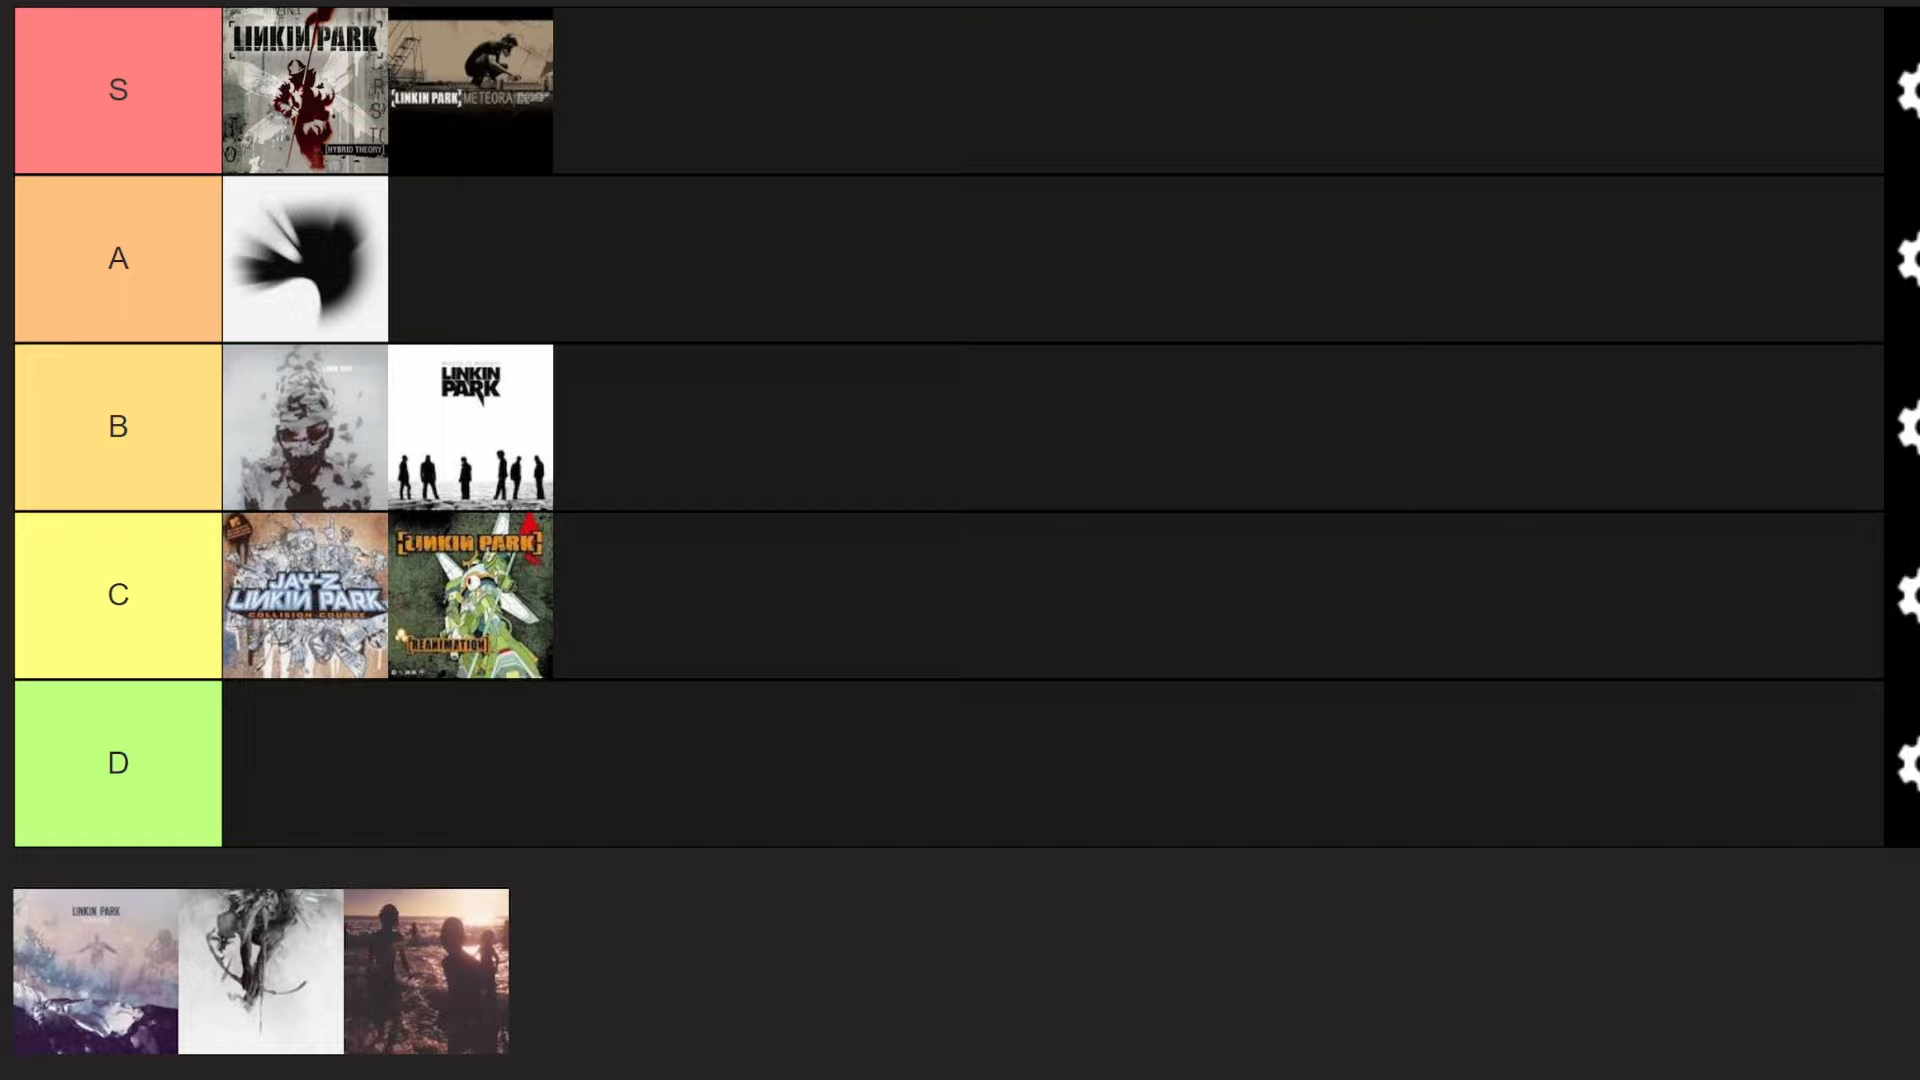 S
LINKIN PARK
[HYBRID THEORY]
[LINKIN PARK] METEORA
A
B
LINKIN
PARK
C
JAY-Z
LINKIN PARK
COLLISION COURSE
[LINKIN PARK]
[REANIMATION]
D
LINKIN PARK